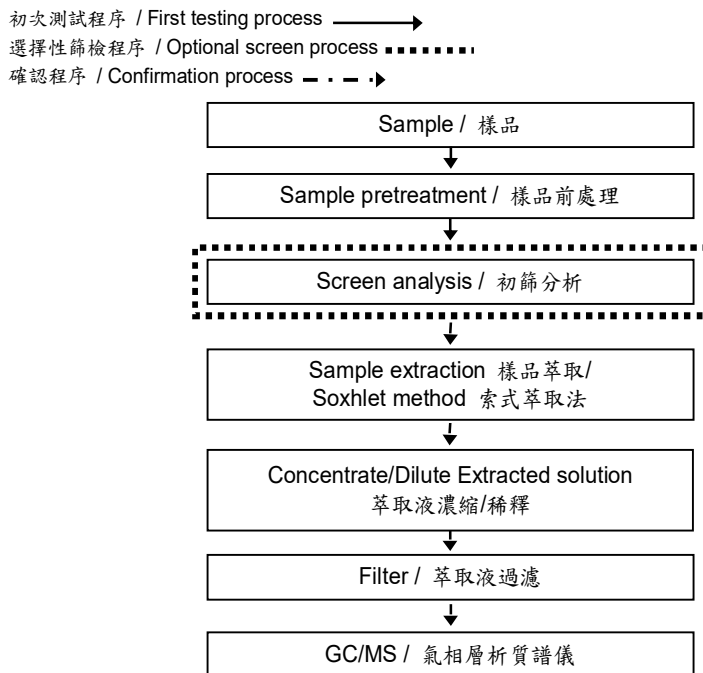 初次測試程序 / First testing process
選擇性篩檢程序 / Optional screen process
確認程序 / Confirmation process
Sample / 樣品
Sample pretreatment / 樣品前處理
Screen analysis / 初篩分析
Sample extraction 樣品萃取/
Soxhlet method 索式萃取法
Concentrate/Dilute Extracted solution
萃取液濃縮/稀釋
Filter / 萃取液過濾
GC/MS / 氣相層析質譜儀